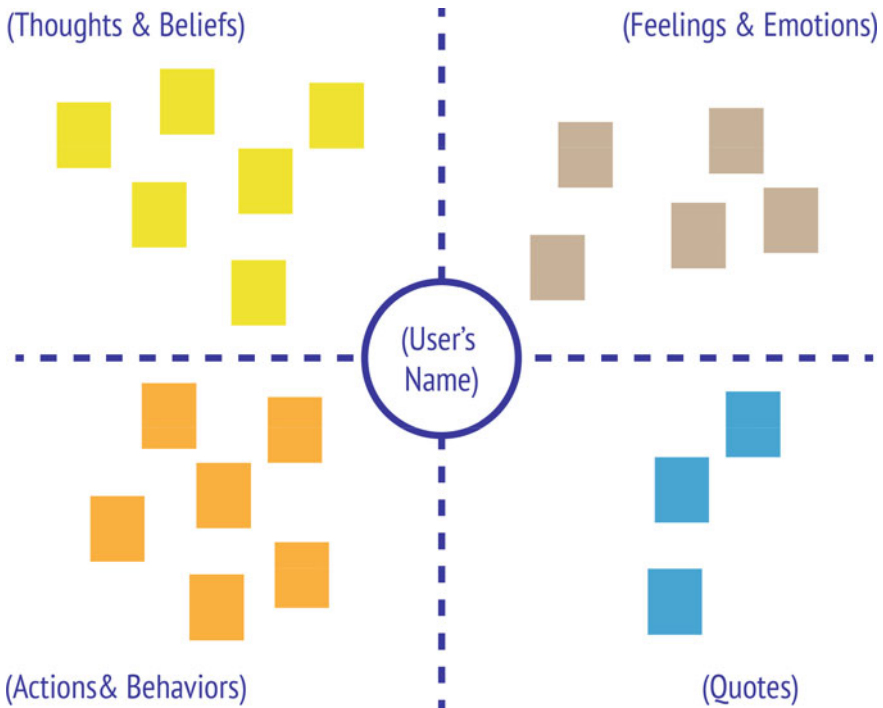 (Thoughts & Beliefs)
(Feelings & Emotions)
(User's
Name)
(Actions& Behaviors)
(Quotes)